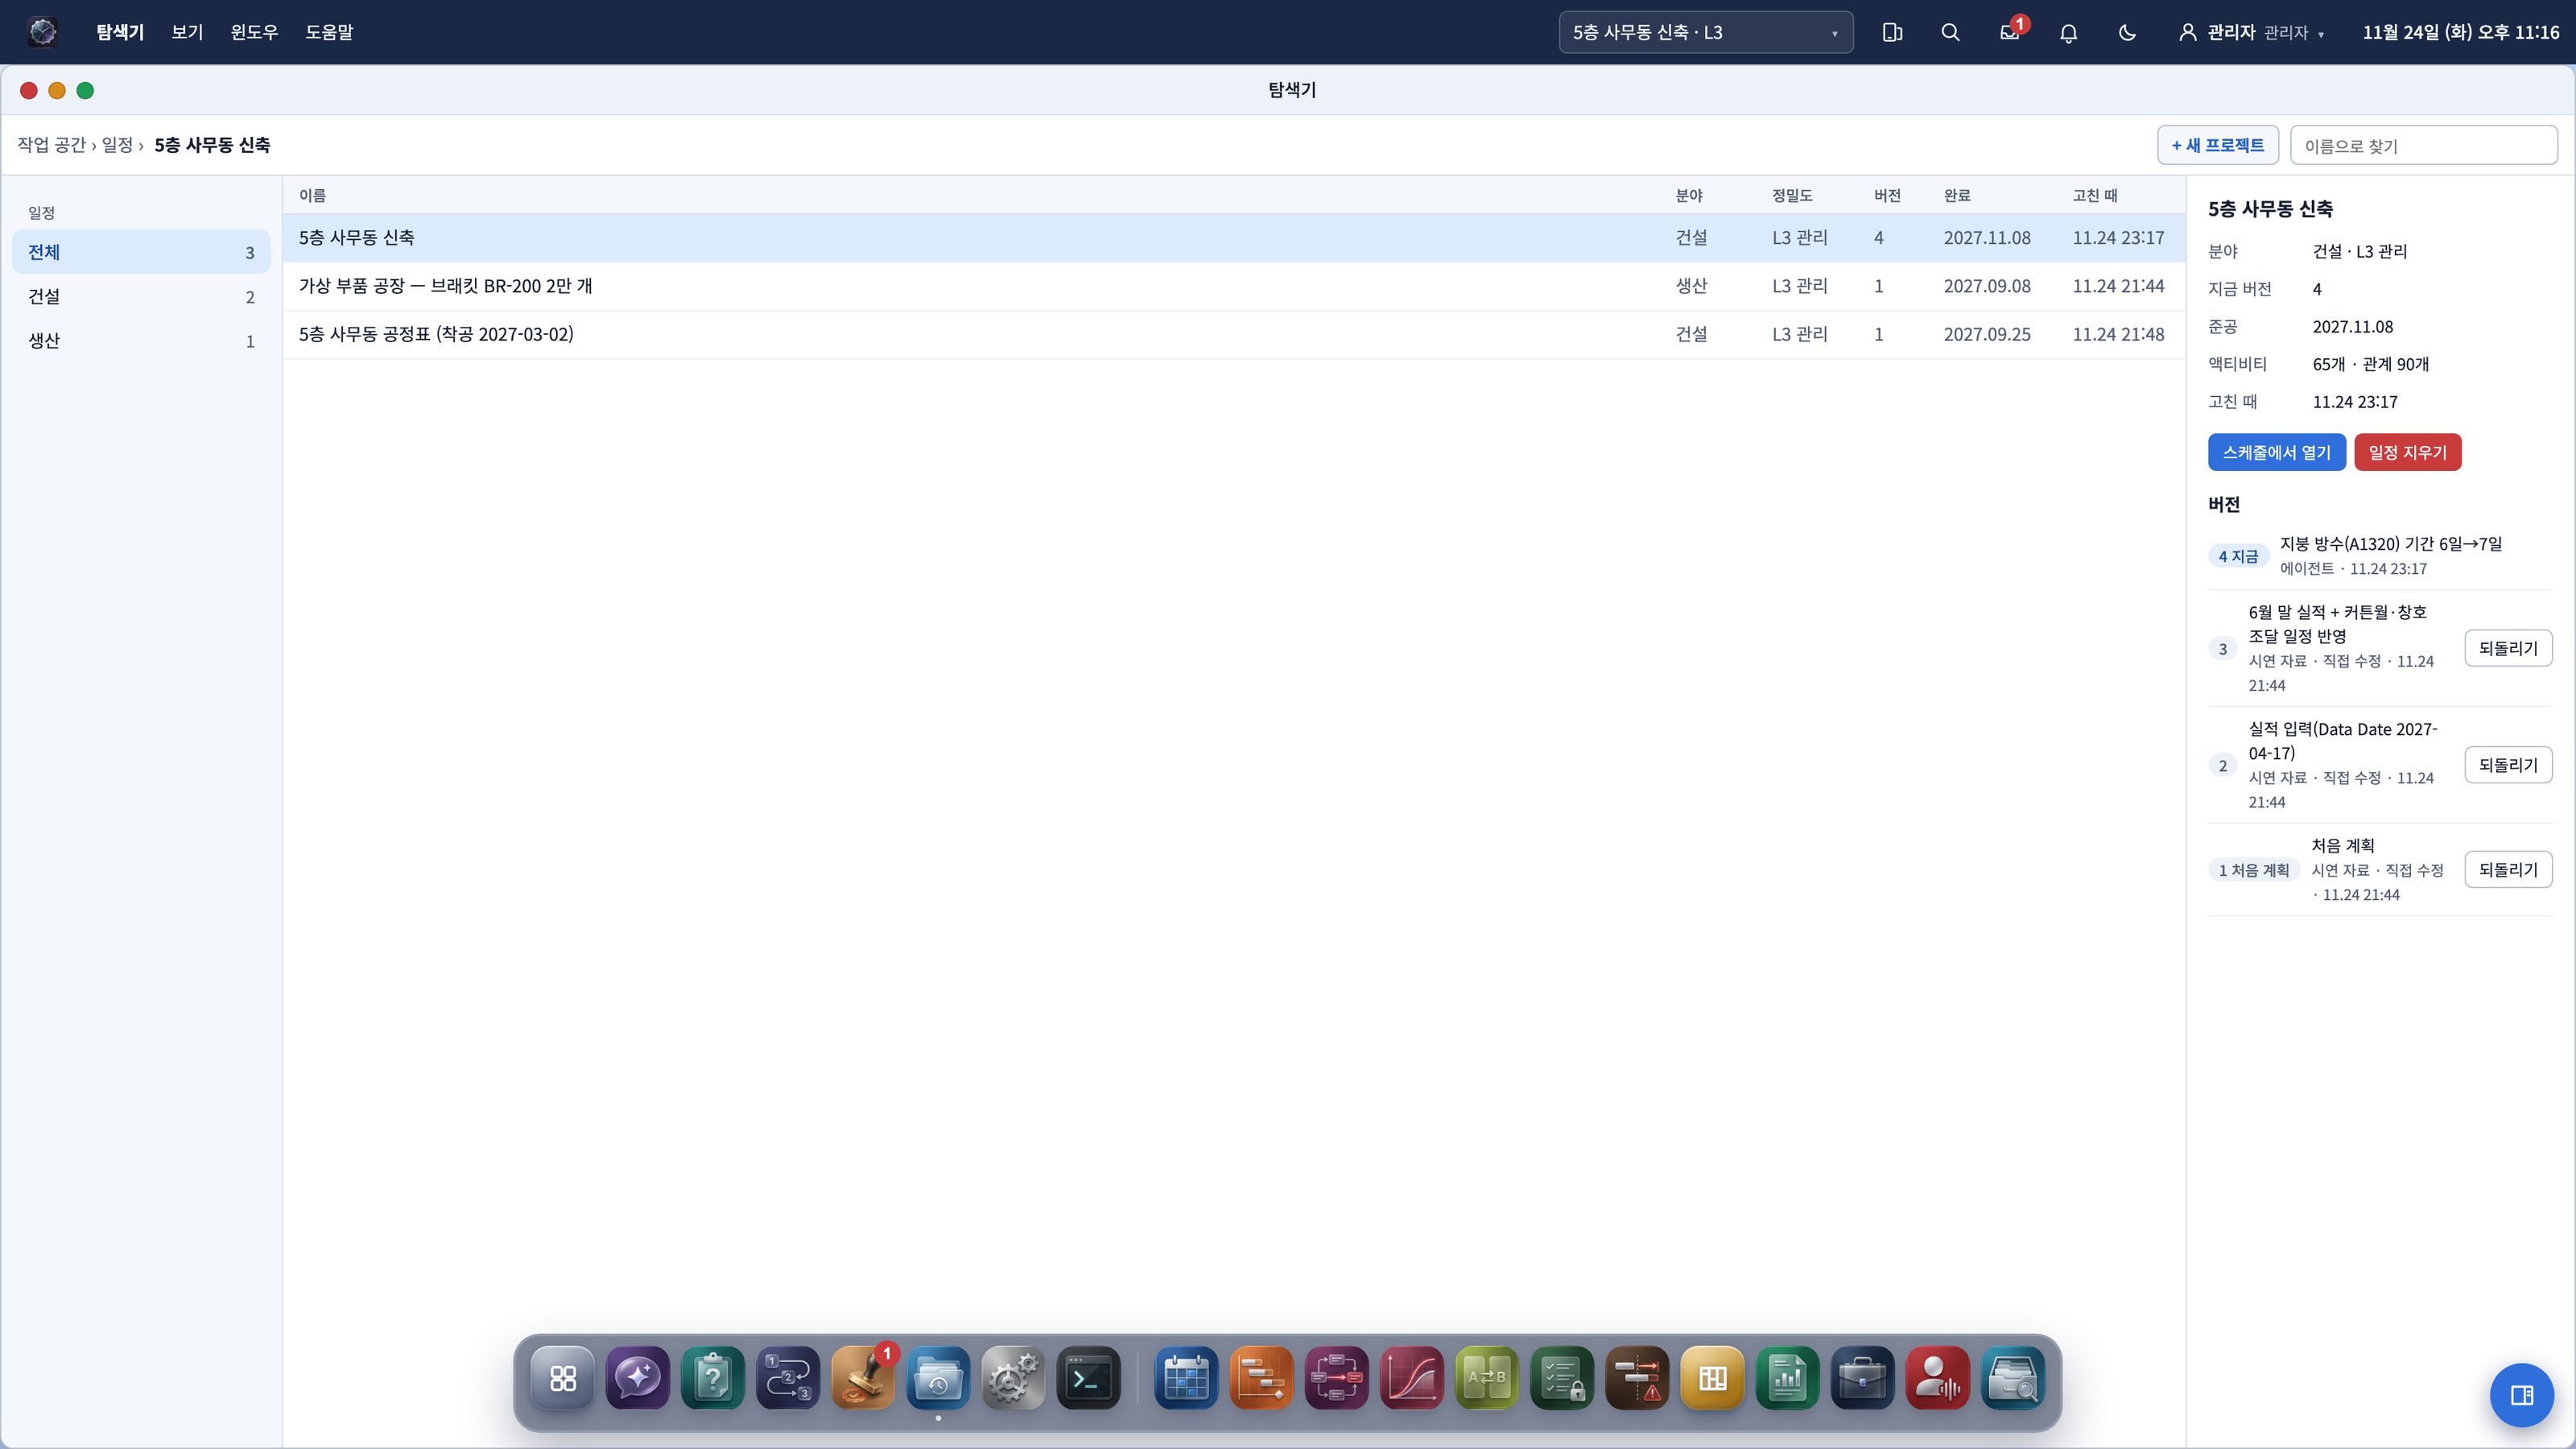 탐색기 보기 윈도우 도움말 5층 사무동 신축 · L3 1 관리자 관리자 11월 24일 (화) 오후 11:16
탐색기
작업 공간 › 일정 › 5층 사무동 신축
+ 새 프로젝트 이름으로 찾기
일정
전체 3
건설 2
생산 1
이름 분야 정밀도 버전 완료 고친 때
5층 사무동 신축 건설 L3 관리 4 2027.11.08 11.24 23:17
가상 부품 공장 — 브래킷 BR-200 2만 개 생산 L3 관리 1 2027.09.08 11.24 21:44
5층 사무동 공정표 (착공 2027-03-02) 건설 L3 관리 1 2027.09.25 11.24 21:48
5층 사무동 신축
분야 건설 · L3 관리
지금 버전 4
준공 2027.11.08
액티비티 65개 · 관계 90개
고친 때 11.24 23:17
스케줄에서 열기 일정 지우기
버전
4 지금
지붕 방수(A1320) 기간 6일→7일
에이전트 · 11.24 23:17
3
6월 말 실적 + 커튼월·창호
조달 일정 반영
시연 자료 · 직접 수정 · 11.24
21:44
되돌리기
2
실적 입력(Data Date 2027-
04-17)
시연 자료 · 직접 수정 · 11.24
21:44
되돌리기
1 처음 계획
처음 계획
시연 자료 · 직접 수정
· 11.24 21:44
되돌리기
1 2 3
1
A⇄B